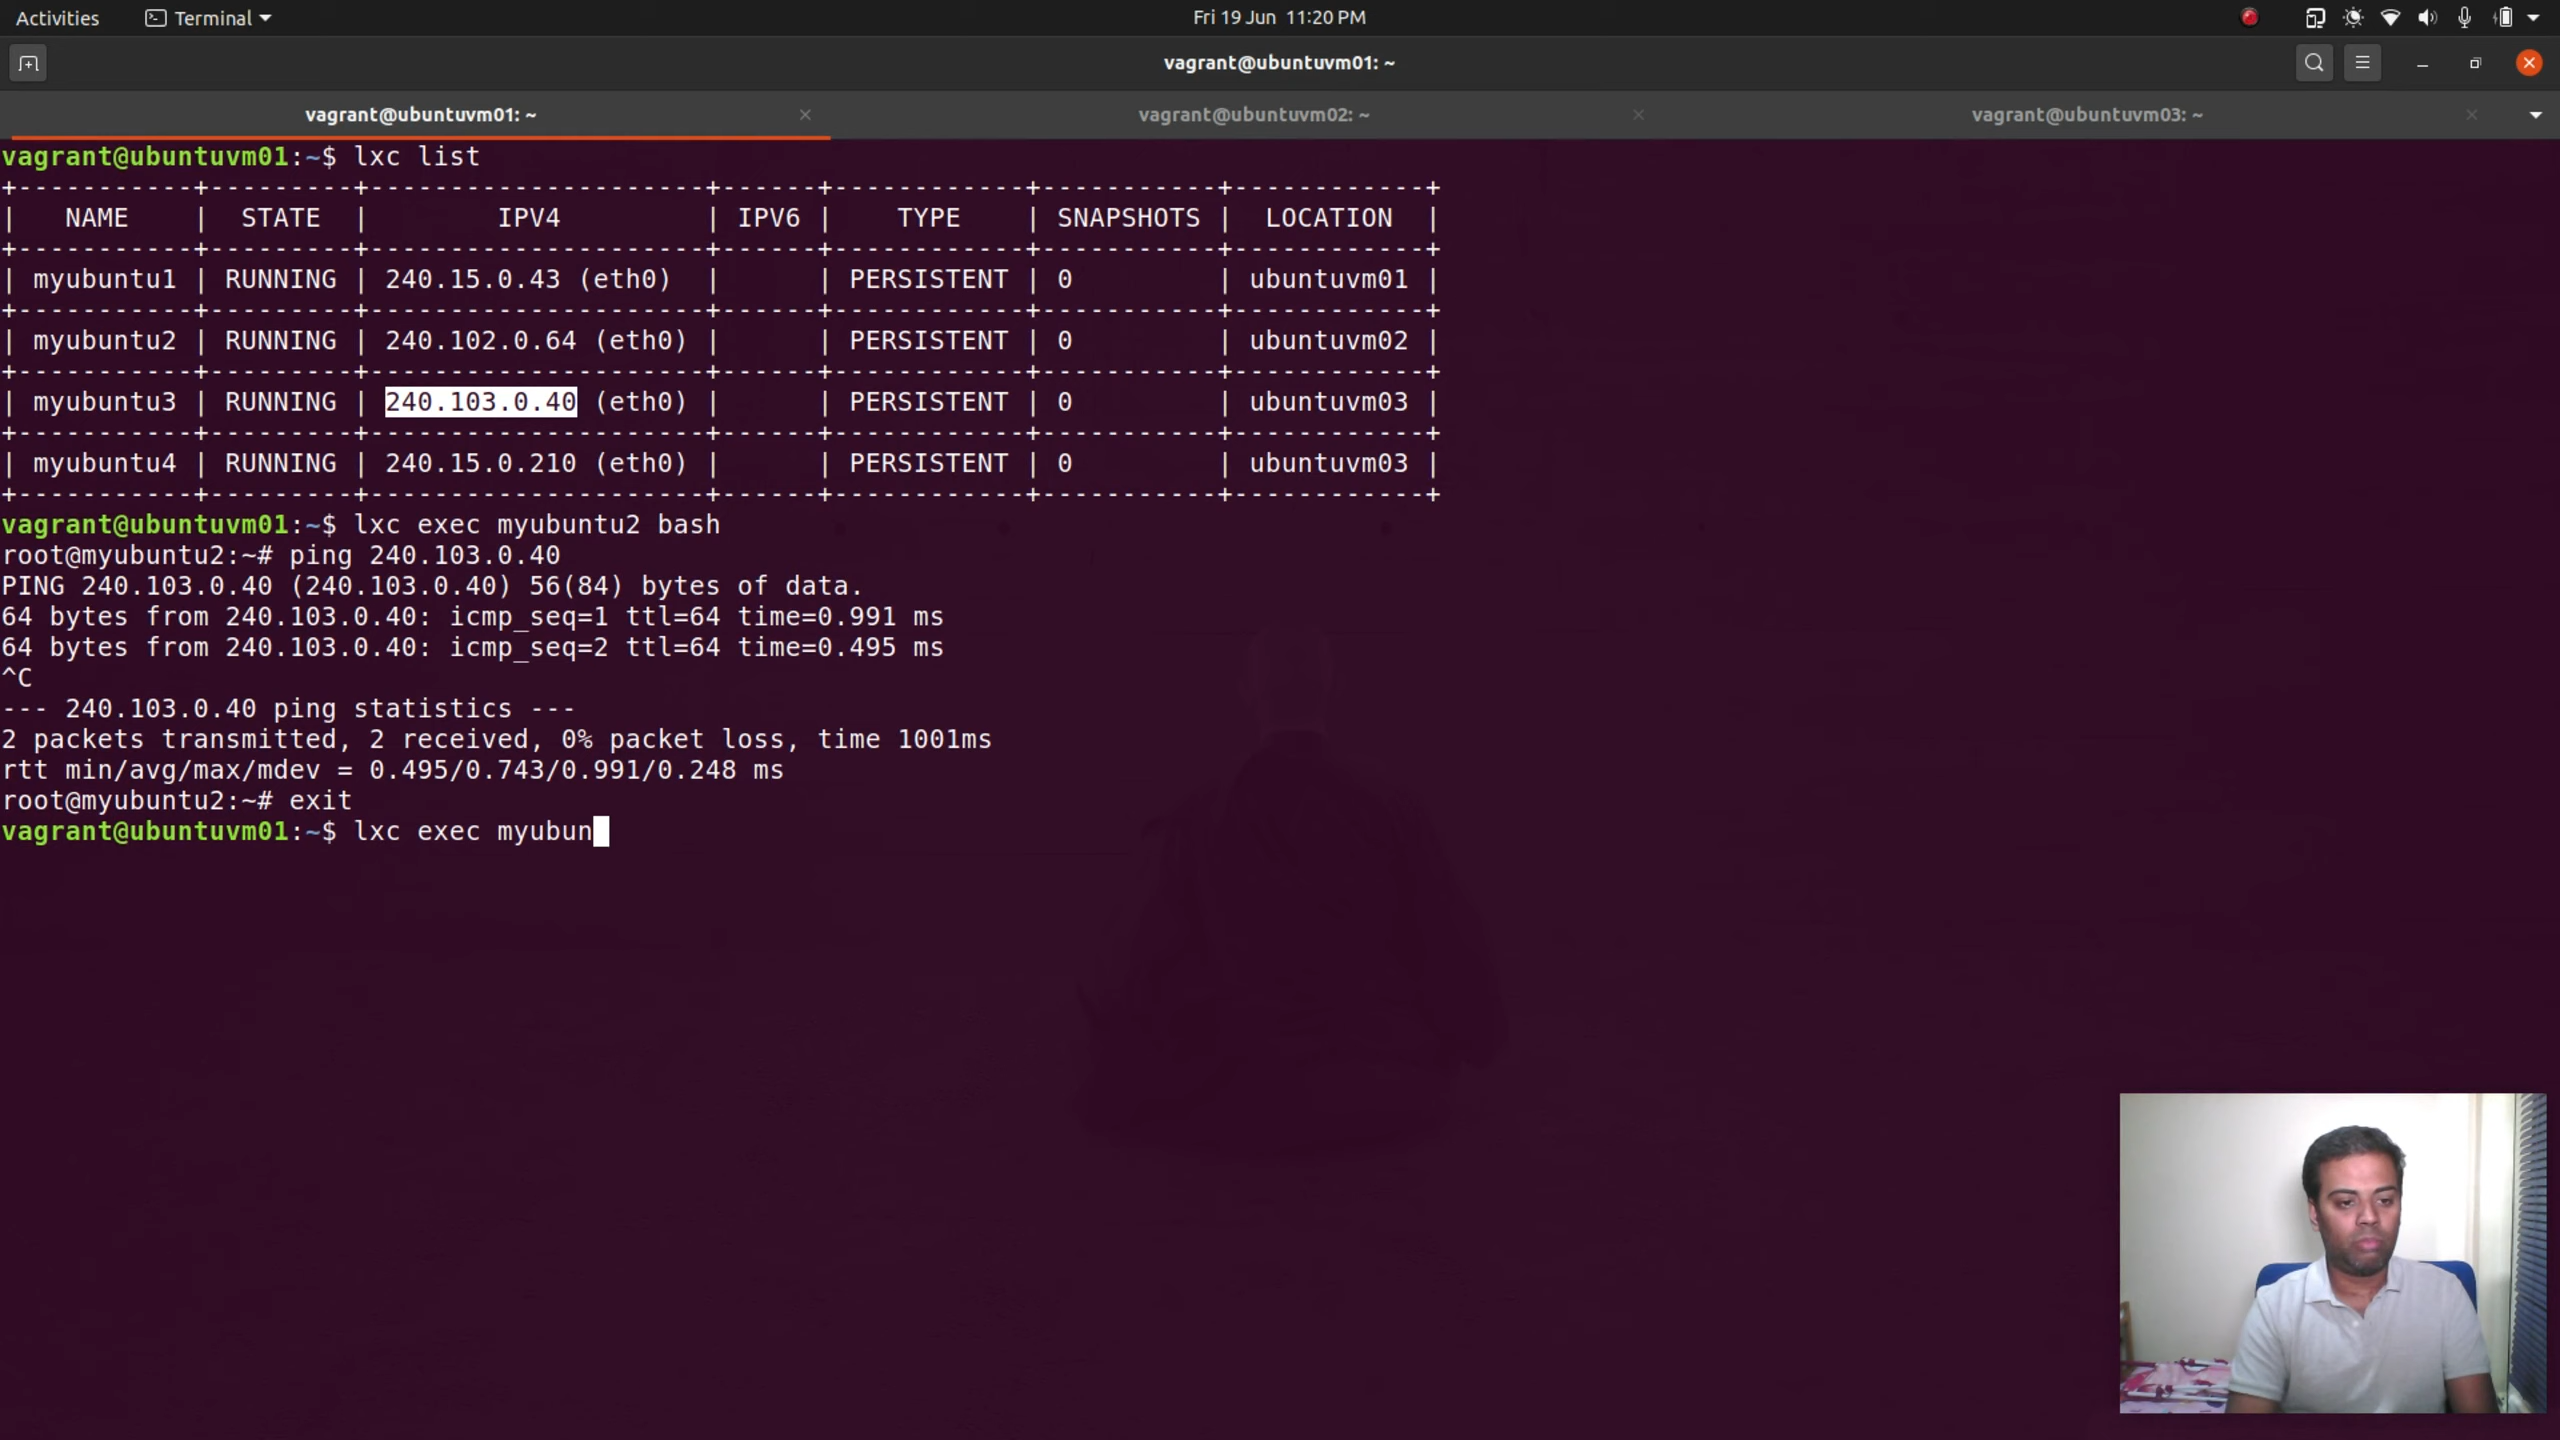 Activities Terminal Fri 19 Jun 11:20 PM
vagrant@ubuntuvm01: ~
vagrant@ubuntuvm01: ~ vagrant@ubuntuvm02: ~ vagrant@ubuntuvm03: ~
vagrant@ubuntuvm01:~$ lxc list
+-----------+---------+---------------------+------+------------+-----------+------------+
| NAME | STATE | IPV4 | IPV6 | TYPE | SNAPSHOTS | LOCATION |
+-----------+---------+---------------------+------+------------+-----------+------------+
| myubuntu1 | RUNNING | 240.15.0.43 (eth0) | | PERSISTENT | 0 | ubuntuvm01 |
+-----------+---------+---------------------+------+------------+-----------+------------+
| myubuntu2 | RUNNING | 240.102.0.64 (eth0) | | PERSISTENT | 0 | ubuntuvm02 |
+-----------+---------+---------------------+------+------------+-----------+------------+
| myubuntu3 | RUNNING | 240.103.0.40 (eth0) | | PERSISTENT | 0 | ubuntuvm03 |
+-----------+---------+---------------------+------+------------+-----------+------------+
| myubuntu4 | RUNNING | 240.15.0.210 (eth0) | | PERSISTENT | 0 | ubuntuvm03 |
+-----------+---------+---------------------+------+------------+-----------+------------+
vagrant@ubuntuvm01:~$ lxc exec myubuntu2 bash
root@myubuntu2:~# ping 240.103.0.40
PING 240.103.0.40 (240.103.0.40) 56(84) bytes of data.
64 bytes from 240.103.0.40: icmp_seq=1 ttl=64 time=0.991 ms
64 bytes from 240.103.0.40: icmp_seq=2 ttl=64 time=0.495 ms
^C
--- 240.103.0.40 ping statistics ---
2 packets transmitted, 2 received, 0% packet loss, time 1001ms
rtt min/avg/max/mdev = 0.495/0.743/0.991/0.248 ms
root@myubuntu2:~# exit
vagrant@ubuntuvm01:~$ lxc exec myubun